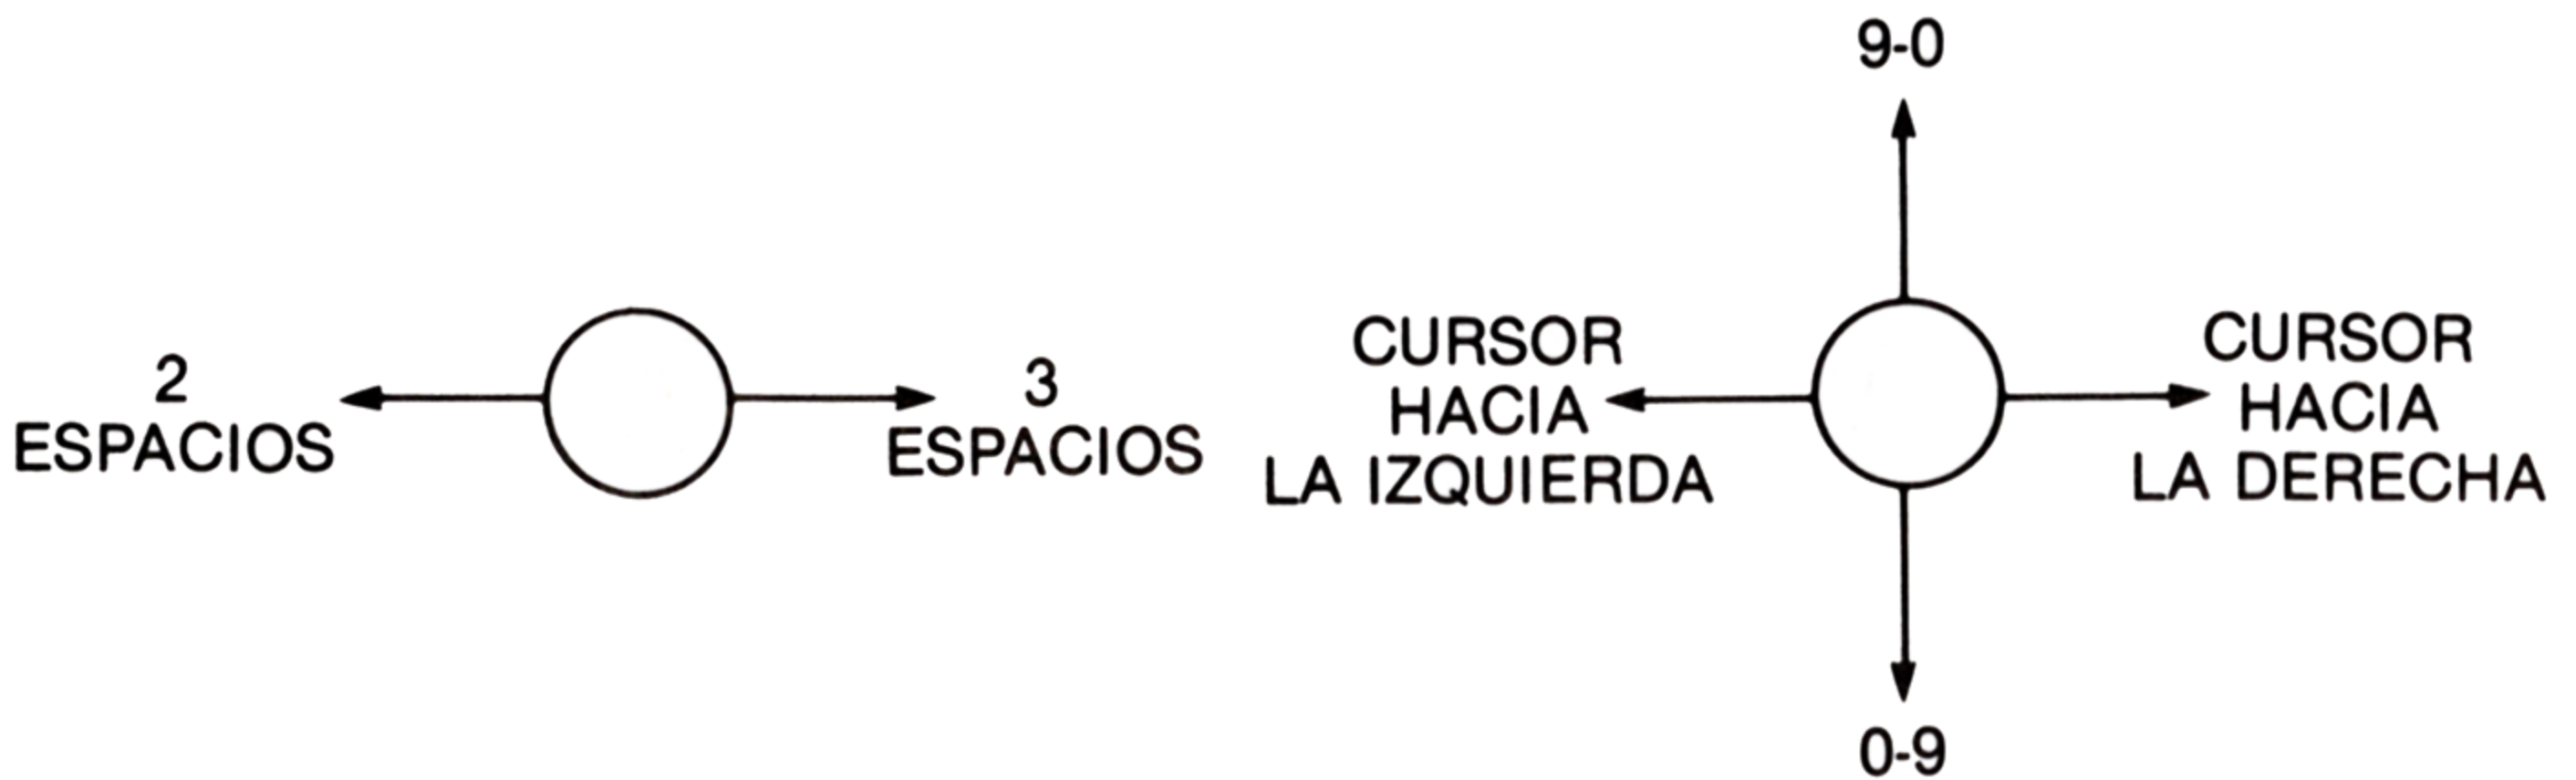 2
ESPACIOS
3
ESPACIOS
9-0
CURSOR
HACIA
LA IZQUIERDA
CURSOR
HACIA
LA DERECHA
0-9